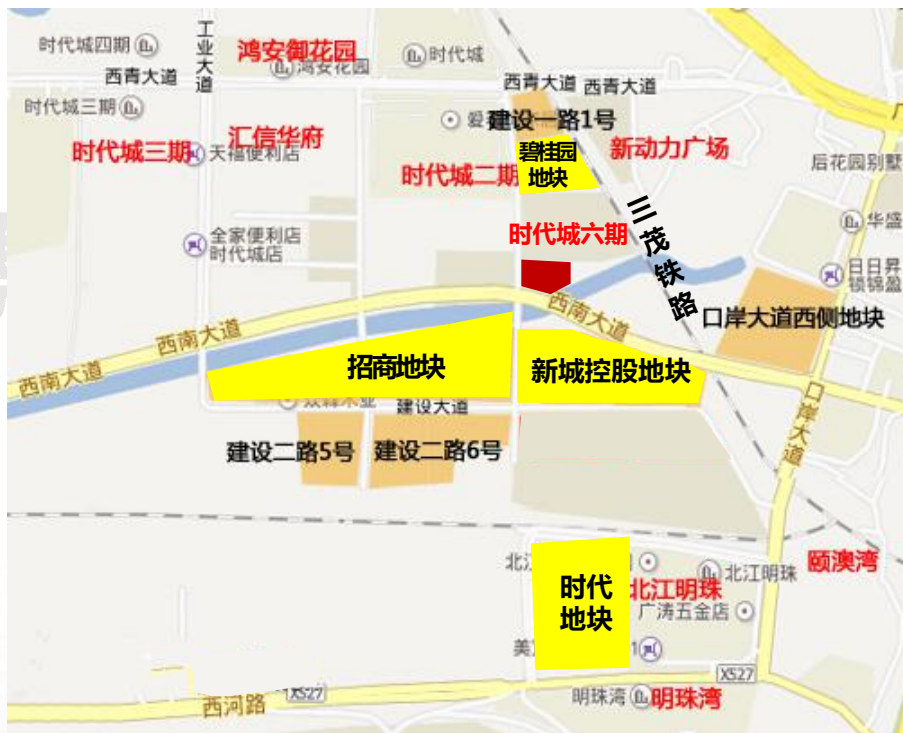 工业大道
时代城四期
鸿安御花园
鸿安花园
时代城
西青大道
西青大道
西青大道
时代城三期
爱
建设一路1号
汇信华府
时代城三期
天福便利店
碧桂园
地块
新动力广场
后花园别墅
时代城二期
三茂铁路
华盛
全家便利店
时代城店
时代城六期
日日昇
锁锦盈
西南大道
西南大道
西南大道
口岸大道西侧地块
招商地块
新城控股地块
建设大道
口岸大道
建设二路5号
建设二路6号
北江
时代
地块
北江明珠
北江明珠
颐澳湾
广涛五金店
美
1
X527
X527
西河路
明珠湾
明珠湾